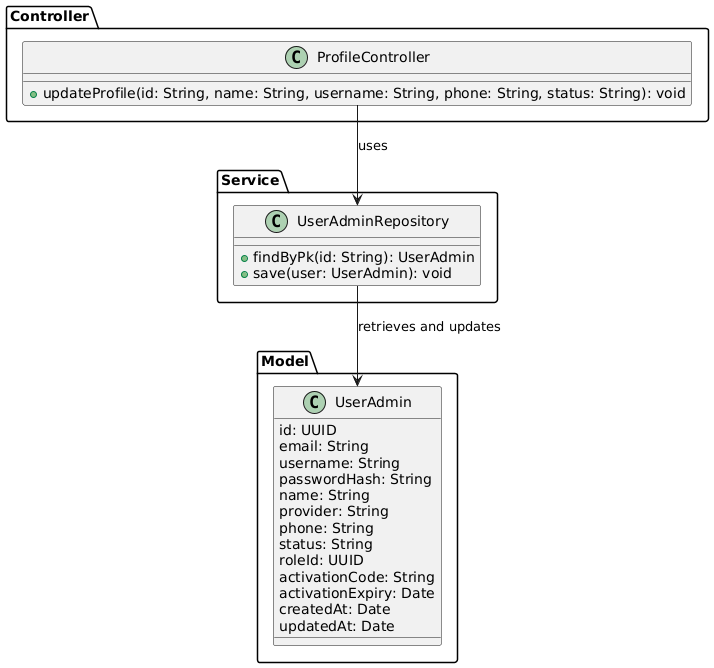 Controller
C ProfileController
updateProfile(id: String, name: String, username: String, phone: String, status: String): void
uses
Service
C UserAdminRepository
findByPk(id: String): UserAdmin
save(user: UserAdmin): void
retrieves and updates
Model
C UserAdmin
id: UUID
email: String
username: String
passwordHash: String
name: String
provider: String
phone: String
status: String
roleId: UUID
activationCode: String
activationExpiry: Date
createdAt: Date
updatedAt: Date